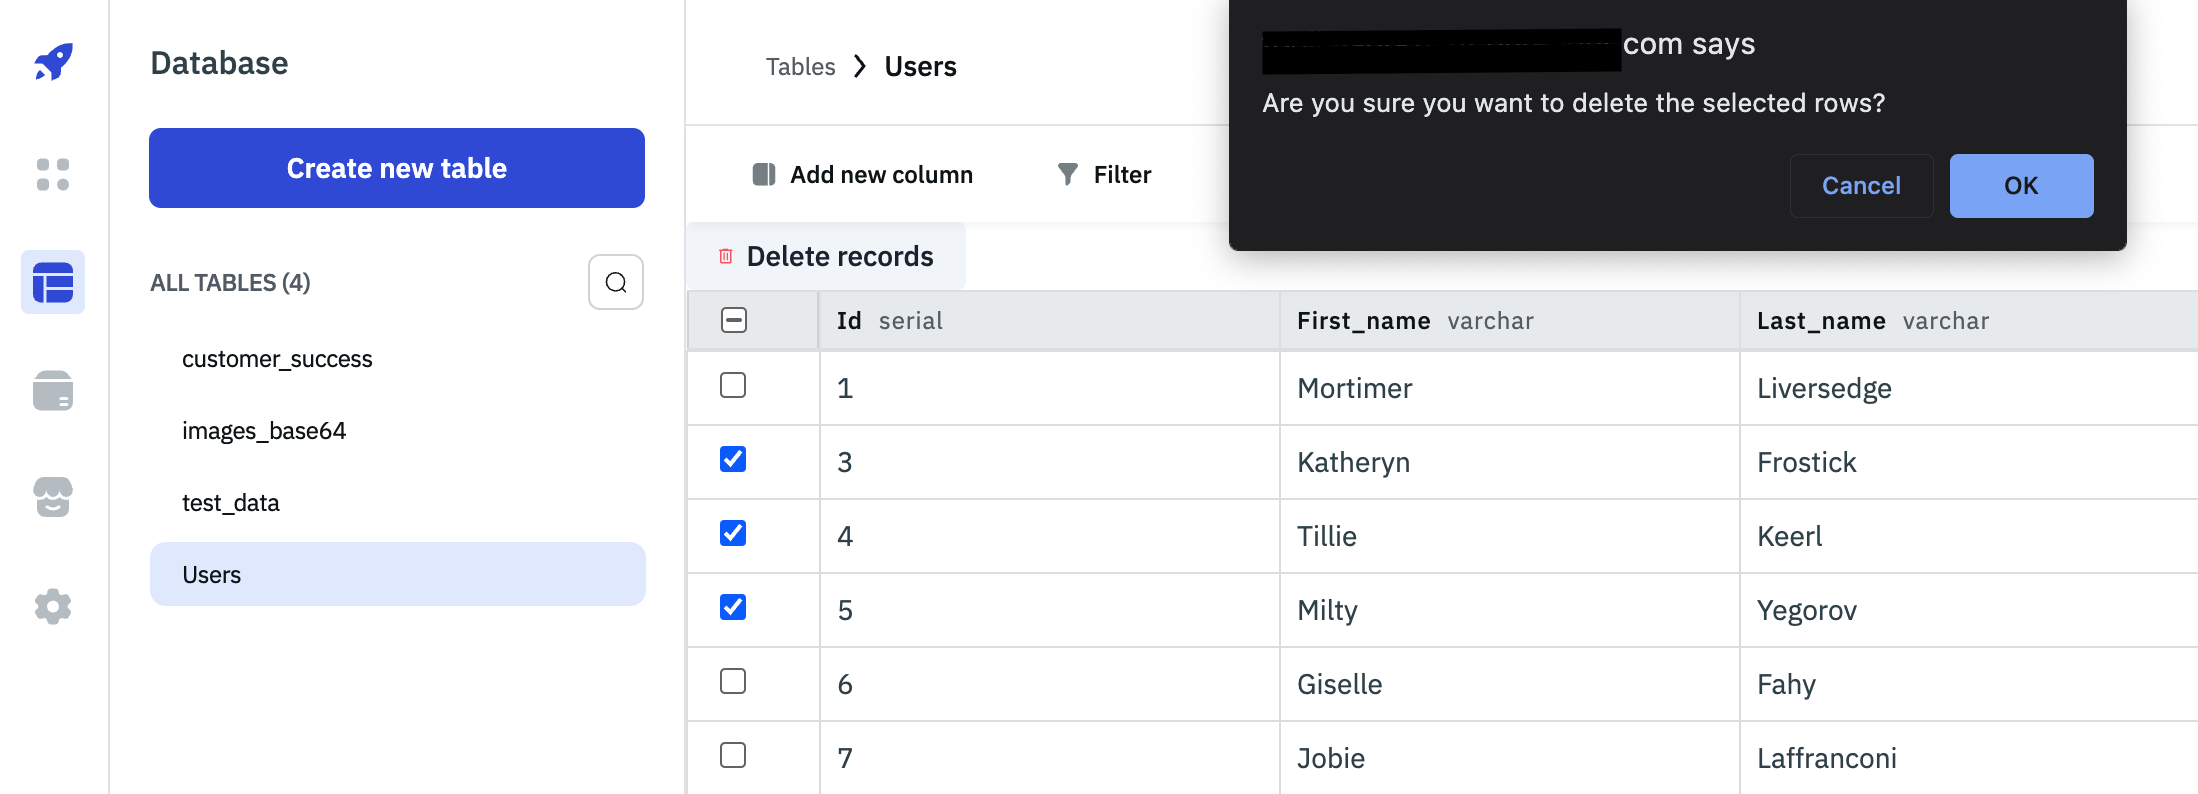 Database
Create new table
ALL TABLES (4)
customer_success
images_base64
test_data
Users
Tables Users
Add new column Filter
Delete records
Id serial First_name varchar Last_name varchar
1 Mortimer Liversedge
3 Katheryn Frostick
4 Tillie Keerl
5 Milty Yegorov
6 Giselle Fahy
7 Jobie Laffranconi
com says
Are you sure you want to delete the selected rows?
Cancel OK